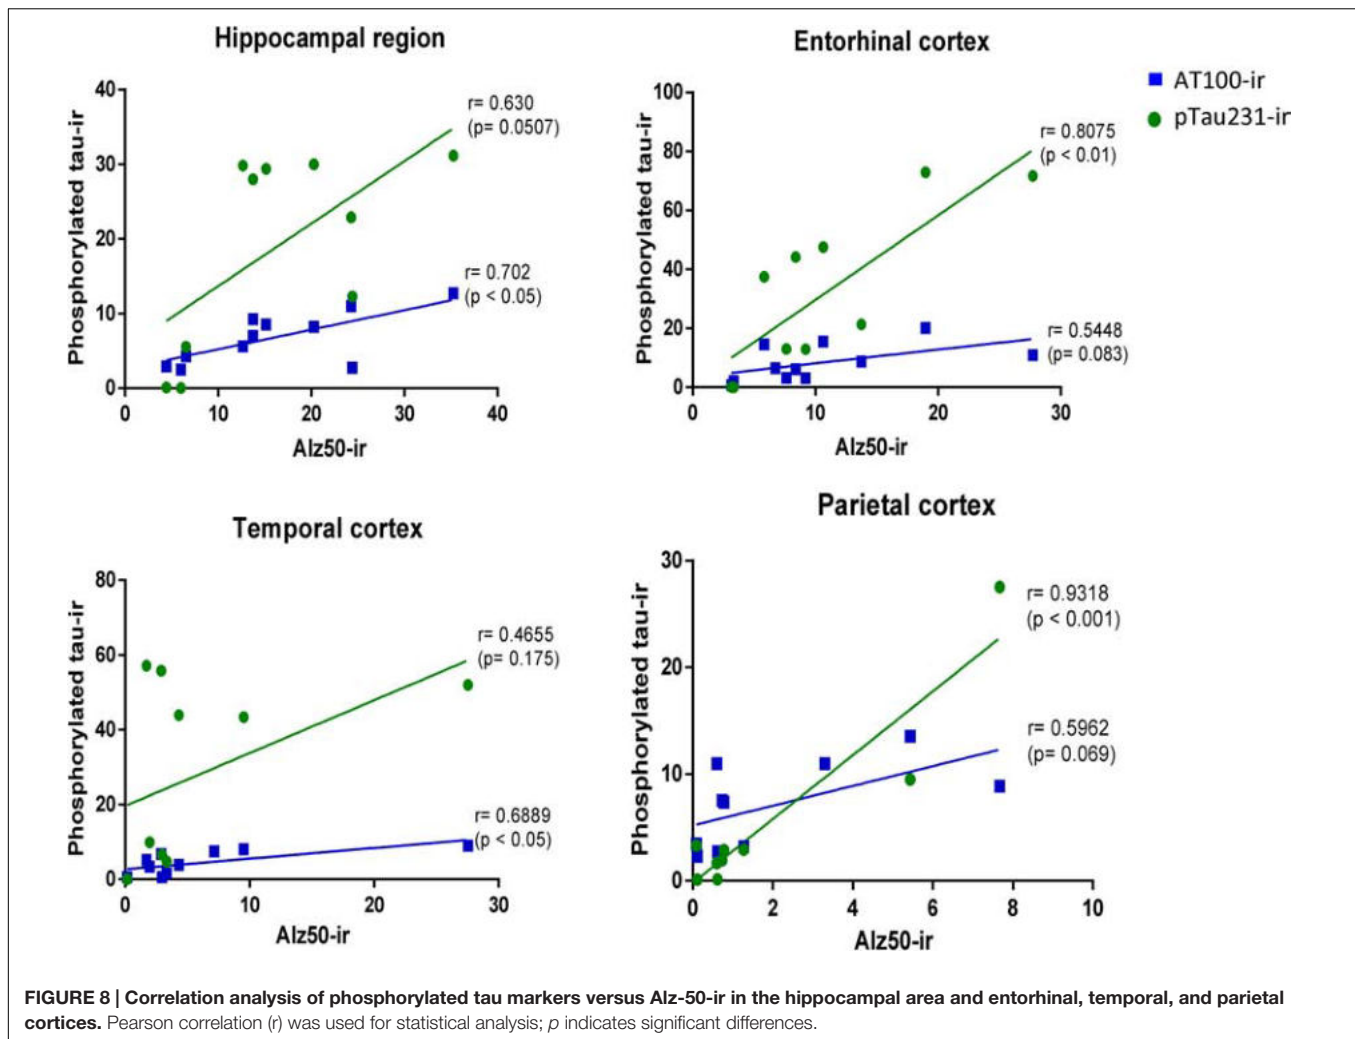 Hippocampal region
40
30
20
10
0
Phosphorylated tau-ir
r= 0.630
(p= 0.0507)
r= 0.702
(p < 0.05)
0 10 20 30 40
Alz50-ir
Entorhinal cortex
100
80
60
40
20
0
Phosphorylated tau-ir
r= 0.8075
(p < 0.01)
r= 0.5448
(p= 0.083)
0 10 20 30
Alz50-ir
AT100-ir
pTau231-ir
Temporal cortex
80
60
40
20
0
Phosphorylated tau-ir
r= 0.4655
(p= 0.175)
r= 0.6889
(p < 0.05)
0 10 20 30
Alz50-ir
Parietal cortex
30
20
10
0
Phosphorylated tau-ir
r= 0.9318
(p < 0.001)
r= 0.5962
(p= 0.069)
0 2 4 6 8 10
Alz50-ir
FIGURE 8 | Correlation analysis of phosphorylated tau markers versus Alz-50-ir in the hippocampal area and entorhinal, temporal, and parietal
cortices. Pearson correlation (r) was used for statistical analysis; p indicates significant differences.